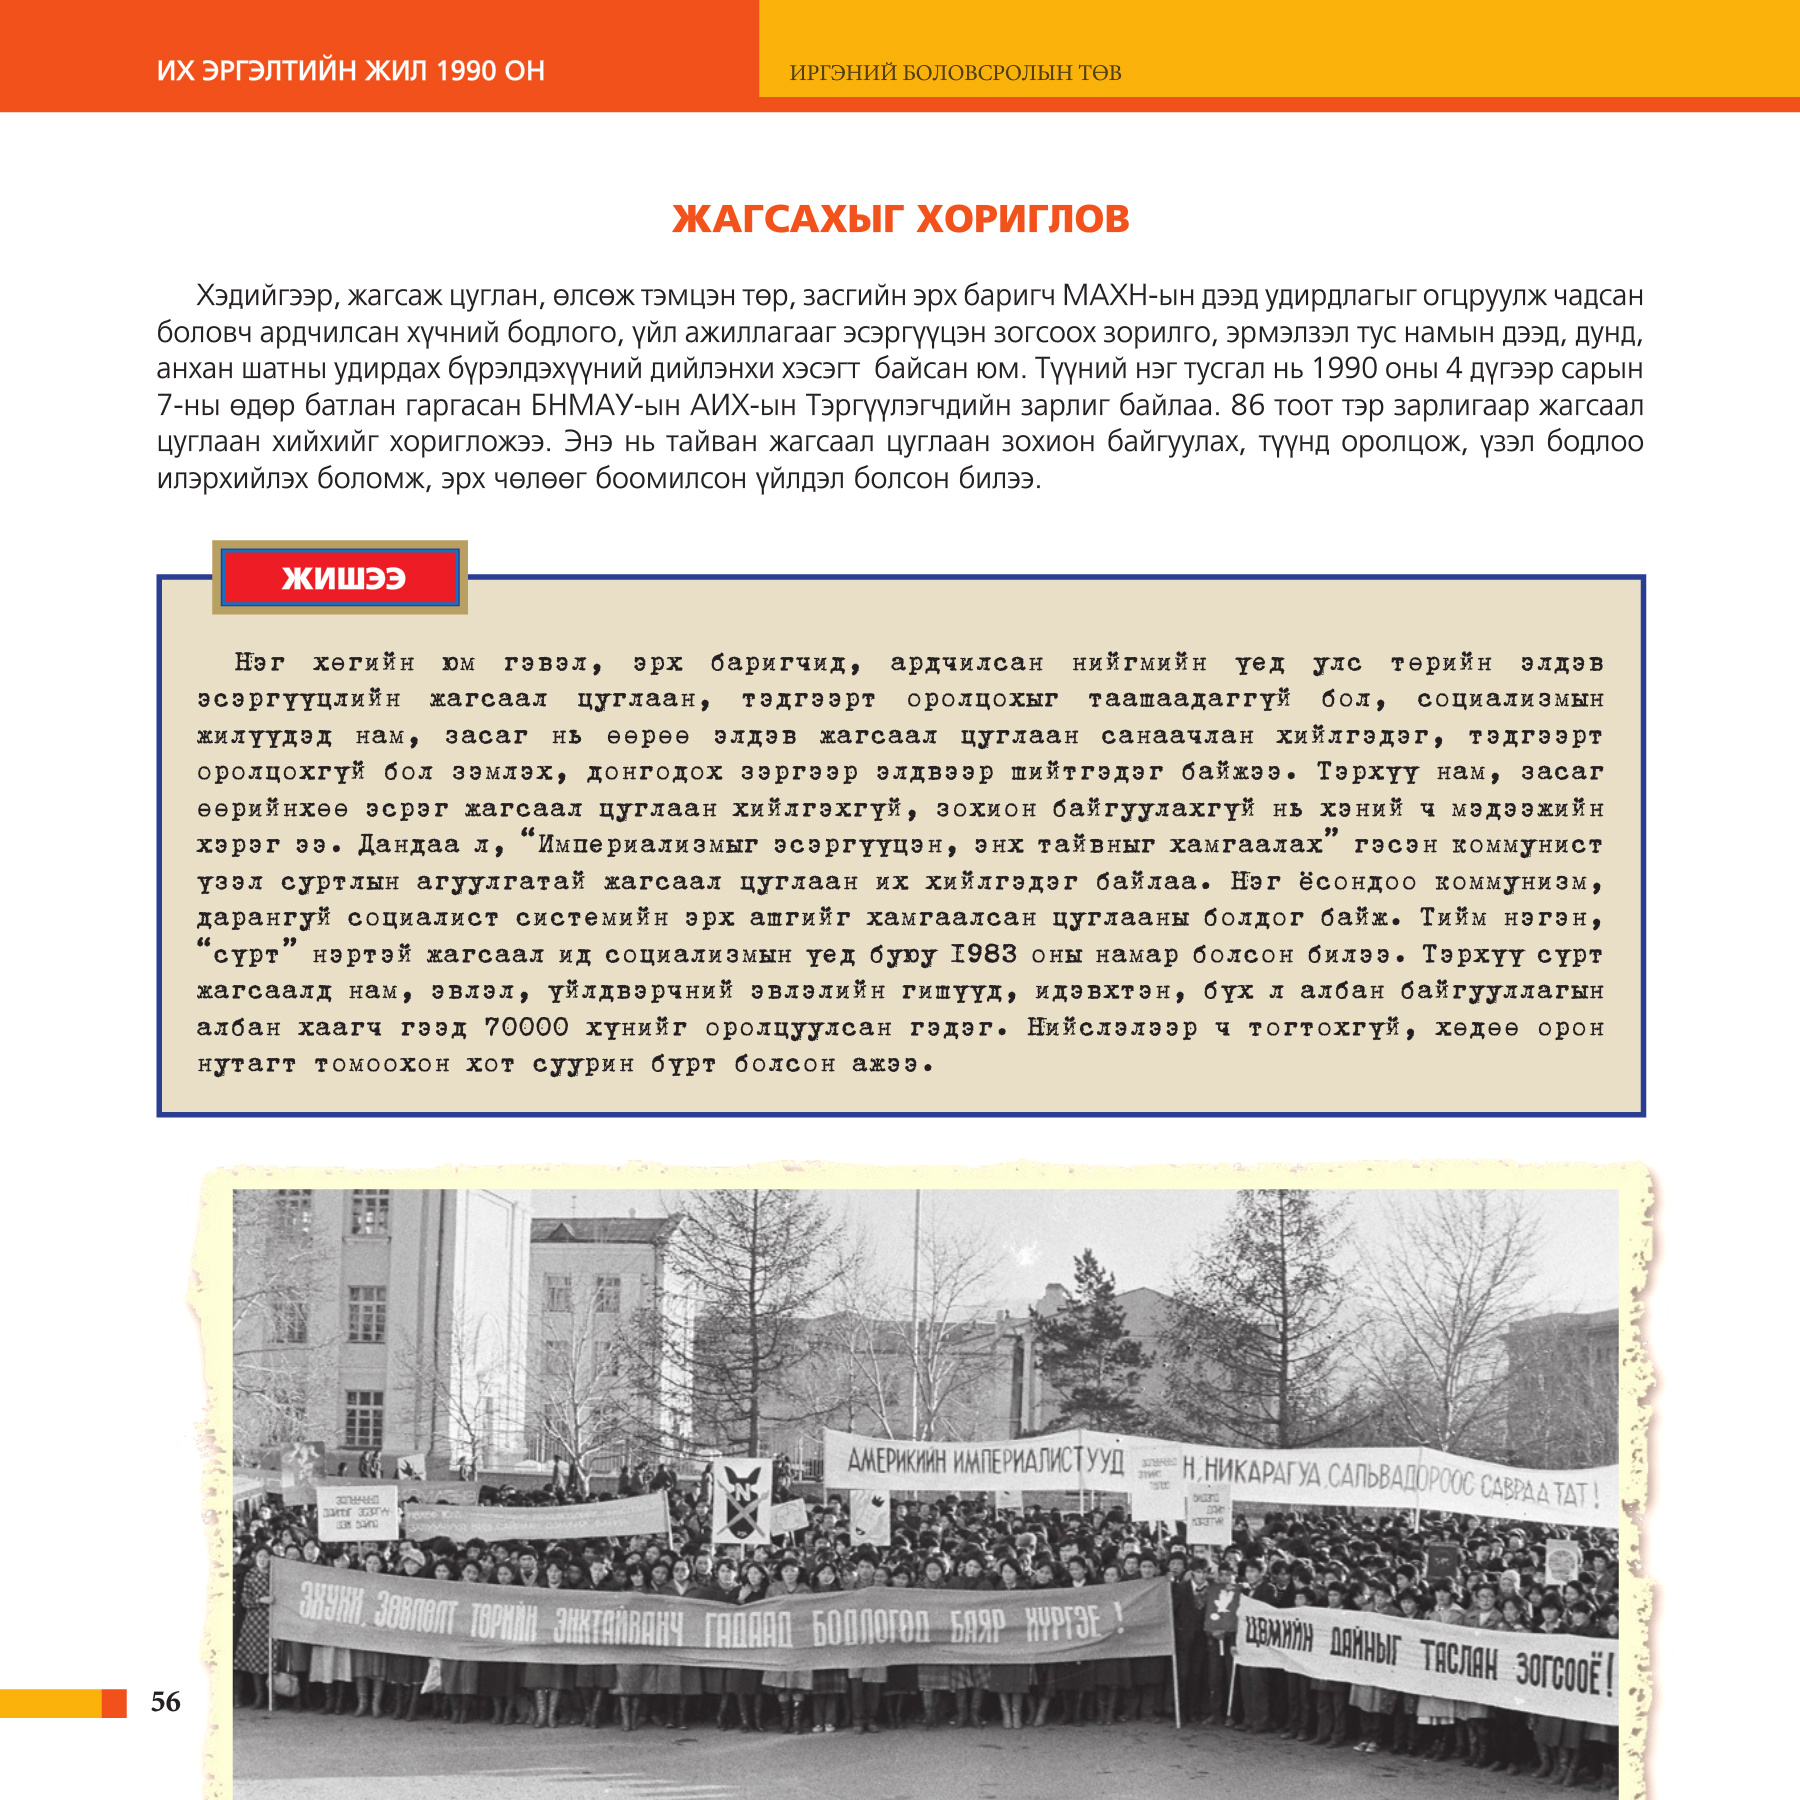 ИХ ЭРГЭЛТИЙН ЖИЛ 1990 ОН
ИРГЭНИЙ БОЛОВСРОЛЫН ТӨВ
ЖАГСАХЫГ ХОРИГЛОВ
Хэдийгээр, жагсаж цуглан, өлсөж тэмцэн төр, засгийн эрх баригч МАХН-ын дээд удирдлагыг огцруулж чадсан
боловч ардчилсан хүчний бодлого, үйл ажиллагааг эсэргүүцэн зогсоох зорилго, эрмэлзэл тус намын дээд, дунд,
анхан шатны удирдах бүрэлдэхүүний дийлэнхи хэсэгт байсан юм. Түүний нэг тусгал нь 1990 оны 4 дүгээр сарын
7-ны өдөр батлан гаргасан БНМАУ-ын АИХ-ын Тэргүүлэгчдийн зарлиг байлаа. 86 тоот тэр зарлигаар жагсаал
цуглаан хийхийг хоригложээ. Энэ нь тайван жагсаал цуглаан зохион байгуулах, түүнд оролцож, үзэл бодлоо
илэрхийлэх боломж, эрх чөлөөг боомилсон үйлдэл болсон билээ.
ЖИШЭЭ
Нэг хөгийн юм гэвэл, эрх баригчид, ардчилсан нийгмийн үед улс төрийн элдэв
эсэргүүцлийн жагсаал цуглаан, тэдгээрт оролцохыг таашаадаггүй бол, социализмын
жилүүдэд нам, засаг нь өөрөө элдэв жагсаал цуглаан санаачлан хийлгэдэг, тэдгээрт
оролцохгүй бол зэмлэх, донгодох зэргээр элдвээр шийтгэдэг байжээ. Тэрхүү нам, засаг
өөрийнхөө эсрэг жагсаал цуглаан хийлгэхгүй, зохион байгуулахгүй нь хэний ч мэдээжийн
хэрэг ээ. Дандаа л, “Империализмыг эсэргүүцэн, энх тайвныг хамгаалах” гэсэн коммунист
үзэл суртлын агуулгатай жагсаал цуглаан их хийлгэдэг байлаа. Нэг ёсондоо коммунизм,
дарангуй социалист системийн эрх ашгийг хамгаалсан цуглааны болдог байж. Тийм нэгэн,
“сүрт” нэртэй жагсаал ид социализмын үед буюу 1983 оны намар болсон билээ. Тэрхүү сүрт
жагсаалд нам, эвлэл, үйлдвэрчний эвлэлийн гишүүд, идэвхтэн, бүх л албан байгууллагын
албан хаагч гээд 70000 хүнийг оролцуулсан гэдэг. Нийслэлээр ч тогтохгүй, хөдөө орон
нутагт томоохон хот суурин бүрт болсон ажээ.
АМЕРИКИЙН ИМПЕРИАЛИСТУУД Н, НИКАРАГУА, САЛЬВАДОРООС САВРАА ТАТ!
N
ЗӨВЛӨЛТ ТӨРИЙН ЭНХТАЙВАНЧ ГАДААД БОДЛОГОД БАЯР ХҮРГЭЕ!
ЦӨМИЙН ДАЙНЫГ ТАСЛАН ЗОГСООЁ!
56